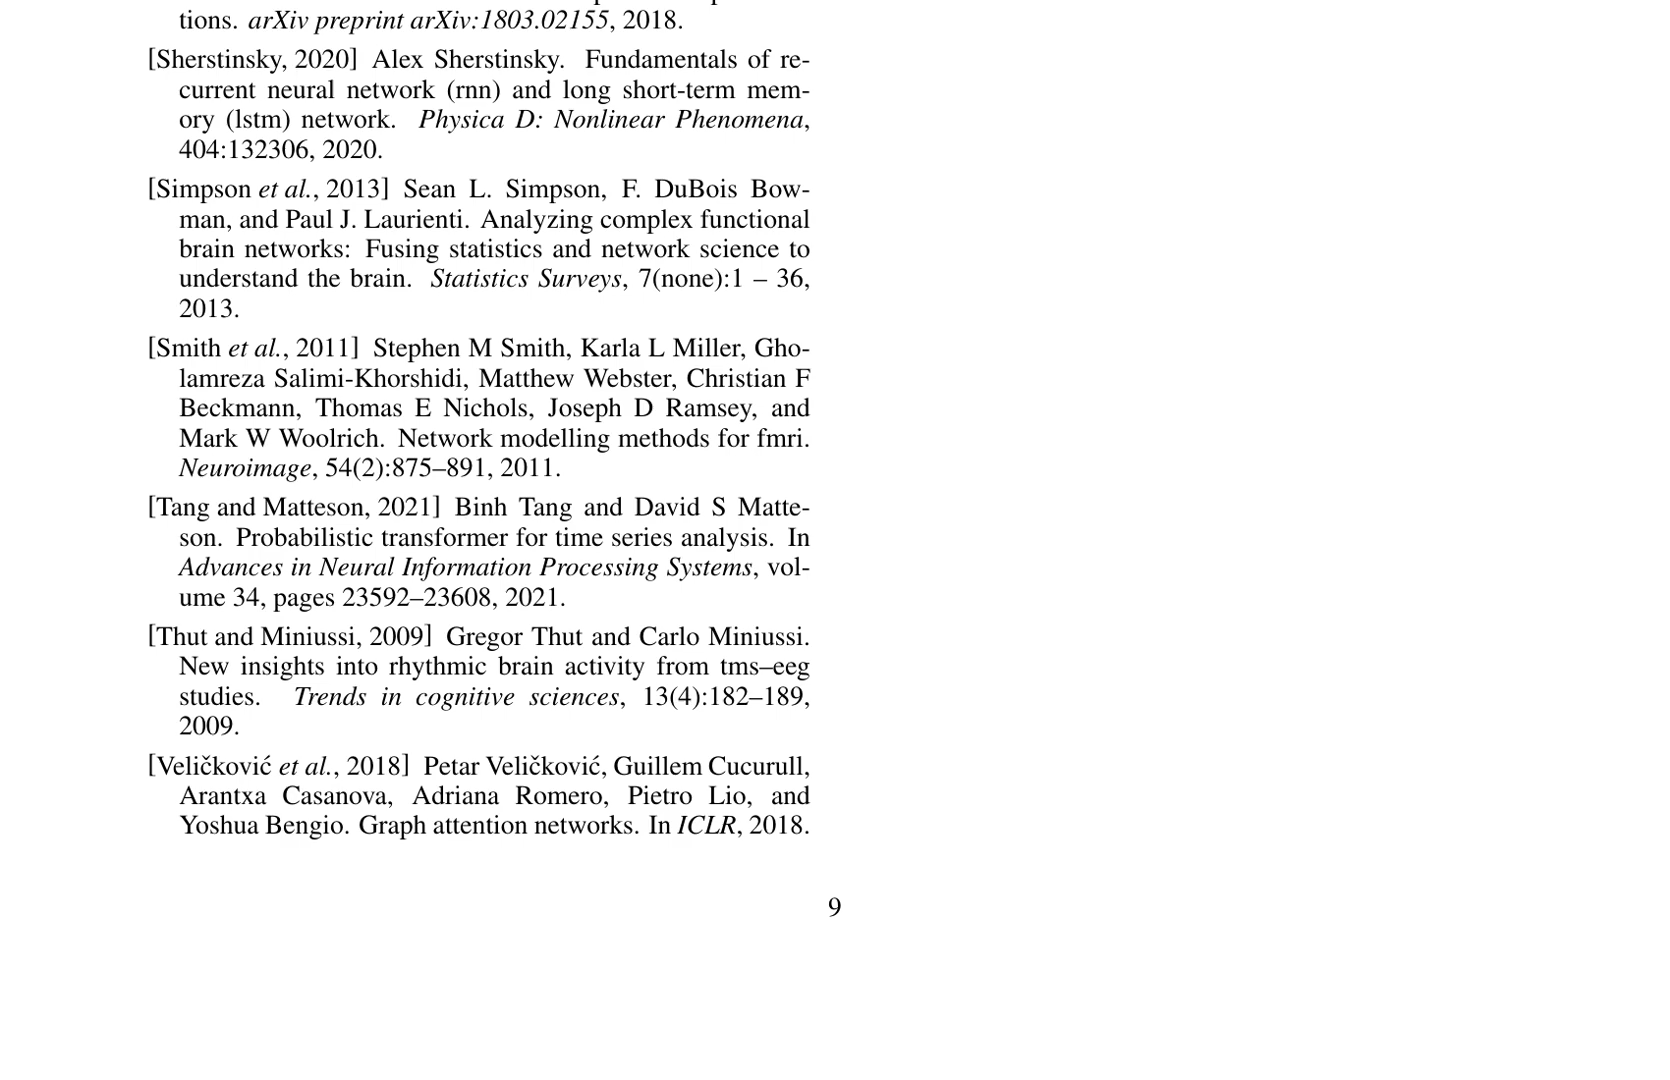 tions. arXiv preprint arXiv:1803.02155, 2018.
[Sherstinsky, 2020] Alex Sherstinsky. Fundamentals of re-
current neural network (rnn) and long short-term mem-
ory (lstm) network. Physica D: Nonlinear Phenomena,
404:132306, 2020.
[Simpson et al., 2013] Sean L. Simpson, F. DuBois Bow-
man, and Paul J. Laurienti. Analyzing complex functional
brain networks: Fusing statistics and network science to
understand the brain. Statistics Surveys, 7(none):1 – 36,
2013.
[Smith et al., 2011] Stephen M Smith, Karla L Miller, Gho-
lamreza Salimi-Khorshidi, Matthew Webster, Christian F
Beckmann, Thomas E Nichols, Joseph D Ramsey, and
Mark W Woolrich. Network modelling methods for fmri.
Neuroimage, 54(2):875–891, 2011.
[Tang and Matteson, 2021] Binh Tang and David S Matte-
son. Probabilistic transformer for time series analysis. In
Advances in Neural Information Processing Systems, vol-
ume 34, pages 23592–23608, 2021.
[Thut and Miniussi, 2009] Gregor Thut and Carlo Miniussi.
New insights into rhythmic brain activity from tms–eeg
studies. Trends in cognitive sciences, 13(4):182–189,
2009.
[Veličković et al., 2018] Petar Veličković, Guillem Cucurull,
Arantxa Casanova, Adriana Romero, Pietro Lio, and
Yoshua Bengio. Graph attention networks. In ICLR, 2018.
9